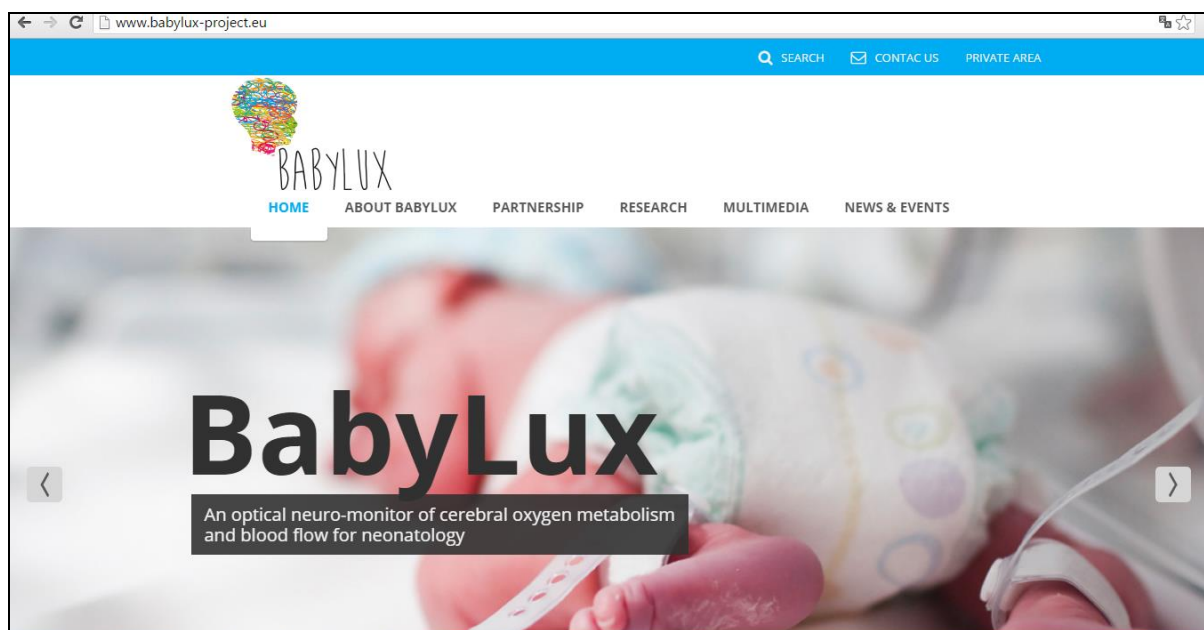 www.babylux-project.eu
SEARCH CONTAC US PRIVATE AREA
BABYLUX
HOME ABOUT BABYLUX PARTNERSHIP RESEARCH MULTIMEDIA NEWS & EVENTS
BabyLux
An optical neuro-monitor of cerebral oxygen metabolism
and blood flow for neonatology